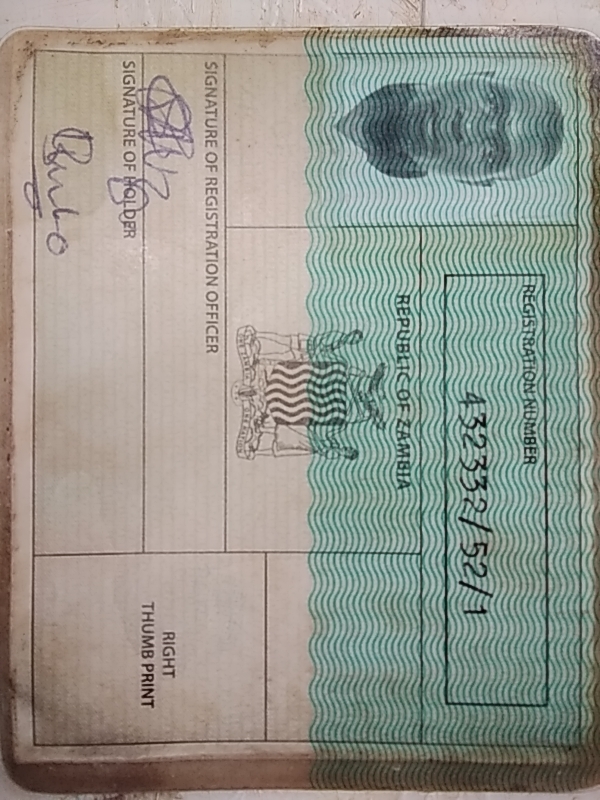 REGISTRATION NUMBER
432332/52/1
REPUBLIC OF ZAMBIA
SIGNATURE OF REGISTRATION OFFICER
SIGNATURE OF HOLDER
RIGHT
THUMB PRINT